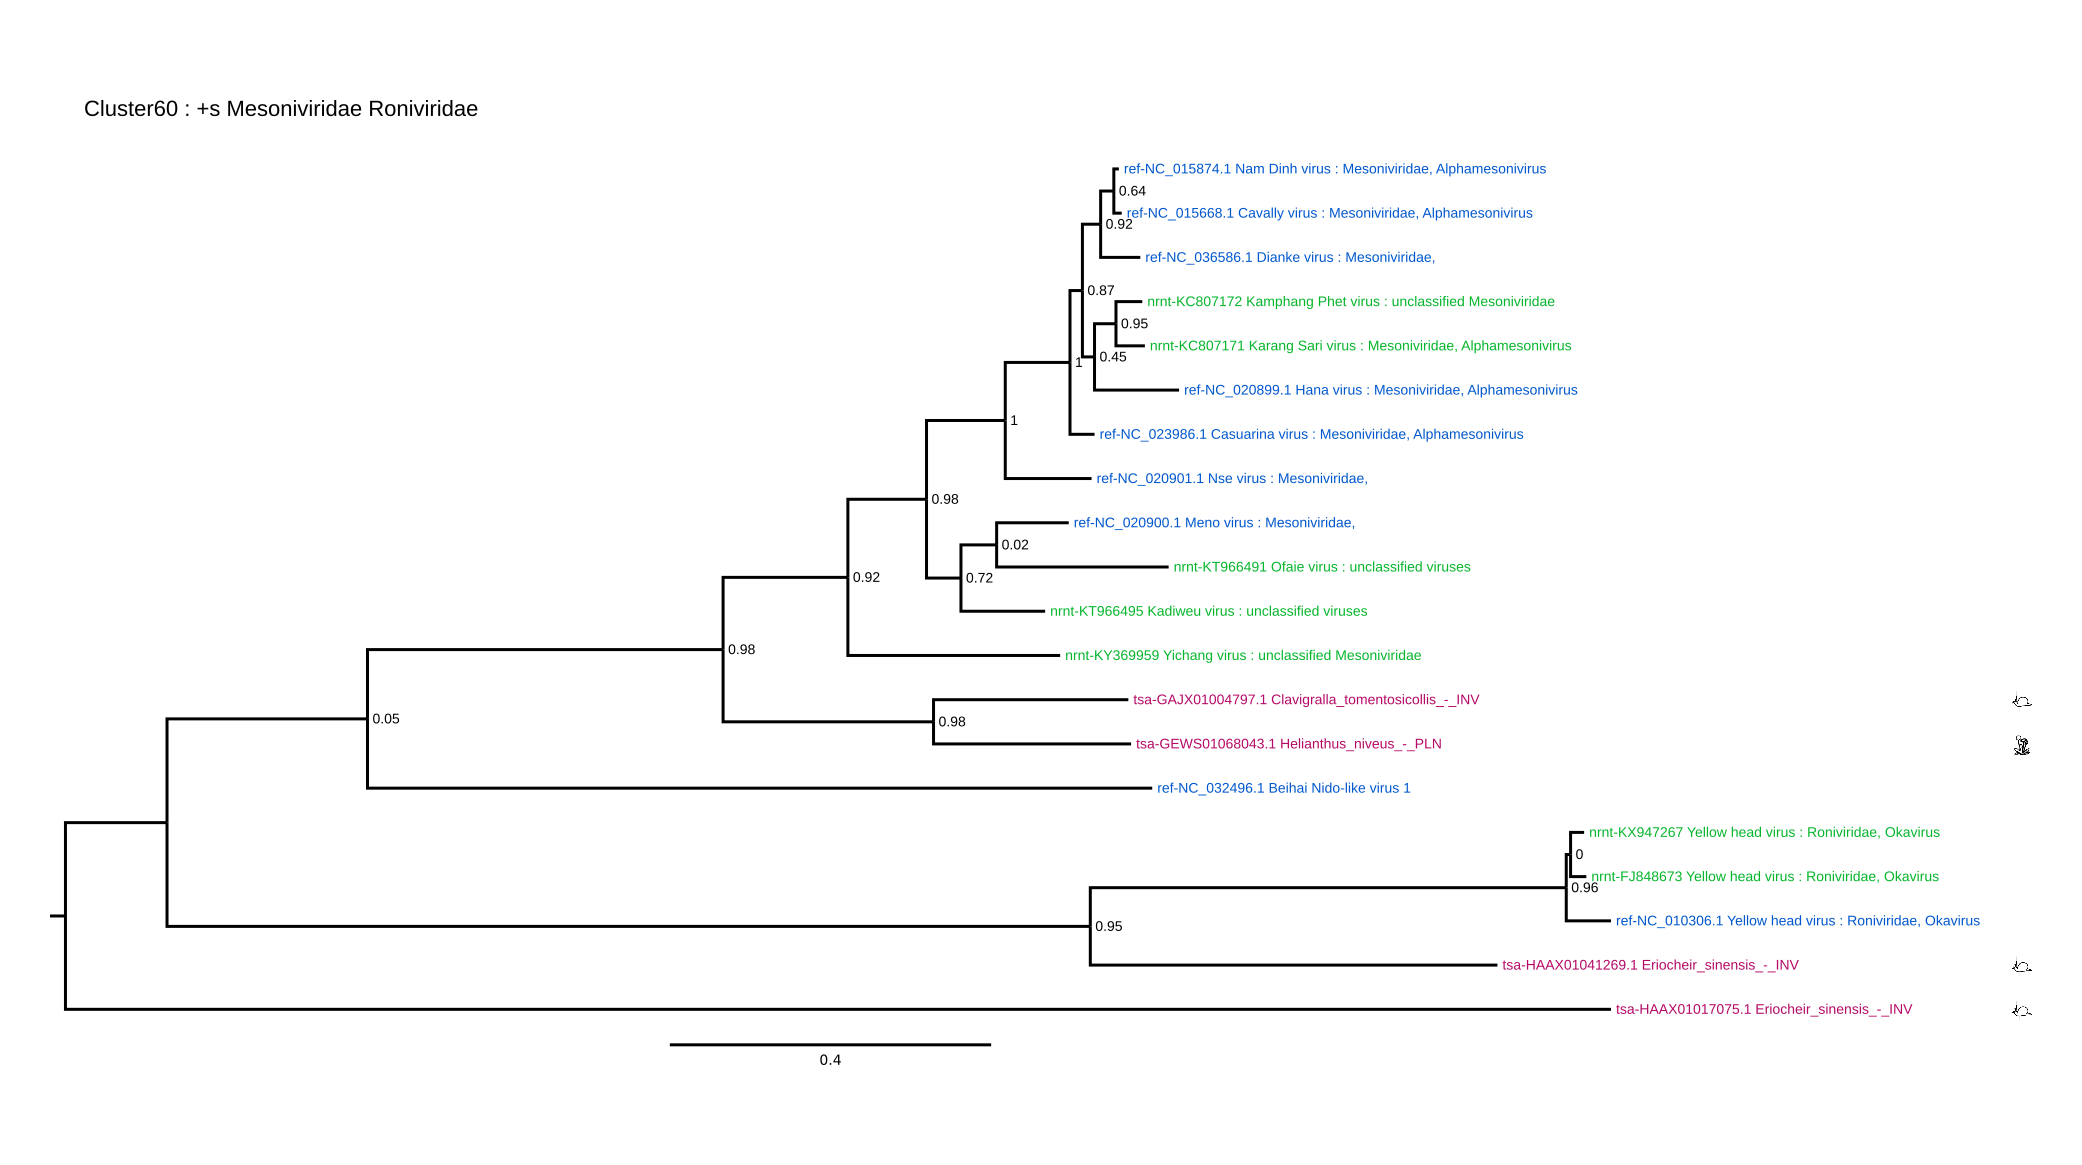 Cluster60 : +s Mesoniviridae Roniviridae
ref-NC_015874.1 Nam Dinh virus : Mesoniviridae, Alphamesonivirus
0.64
ref-NC_015668.1 Cavally virus : Mesoniviridae, Alphamesonivirus
0.92
ref-NC_036586.1 Dianke virus : Mesoniviridae,
0.87
nrnt-KC807172 Kamphang Phet virus : unclassified Mesoniviridae
0.95
nrnt-KC807171 Karang Sari virus : Mesoniviridae, Alphamesonivirus
0.45
1
ref-NC_020899.1 Hana virus : Mesoniviridae, Alphamesonivirus
1
ref-NC_023986.1 Casuarina virus : Mesoniviridae, Alphamesonivirus
ref-NC_020901.1 Nse virus : Mesoniviridae,
0.98
ref-NC_020900.1 Meno virus : Mesoniviridae,
0.02
nrnt-KT966491 Ofaie virus : unclassified viruses
0.92
0.72
nrnt-KT966495 Kadiweu virus : unclassified viruses
0.98
nrnt-KY369959 Yichang virus : unclassified Mesoniviridae
tsa-GAJX01004797.1 Clavigralla_tomentosicollis_-_INV
0.05
0.98
tsa-GEWS01068043.1 Helianthus_niveus_-_PLN
ref-NC_032496.1 Beihai Nido-like virus 1
nrnt-KX947267 Yellow head virus : Roniviridae, Okavirus
0
nrnt-FJ848673 Yellow head virus : Roniviridae, Okavirus
0.96
ref-NC_010306.1 Yellow head virus : Roniviridae, Okavirus
0.95
tsa-HAAX01041269.1 Eriocheir_sinensis_-_INV
tsa-HAAX01017075.1 Eriocheir_sinensis_-_INV
0.4